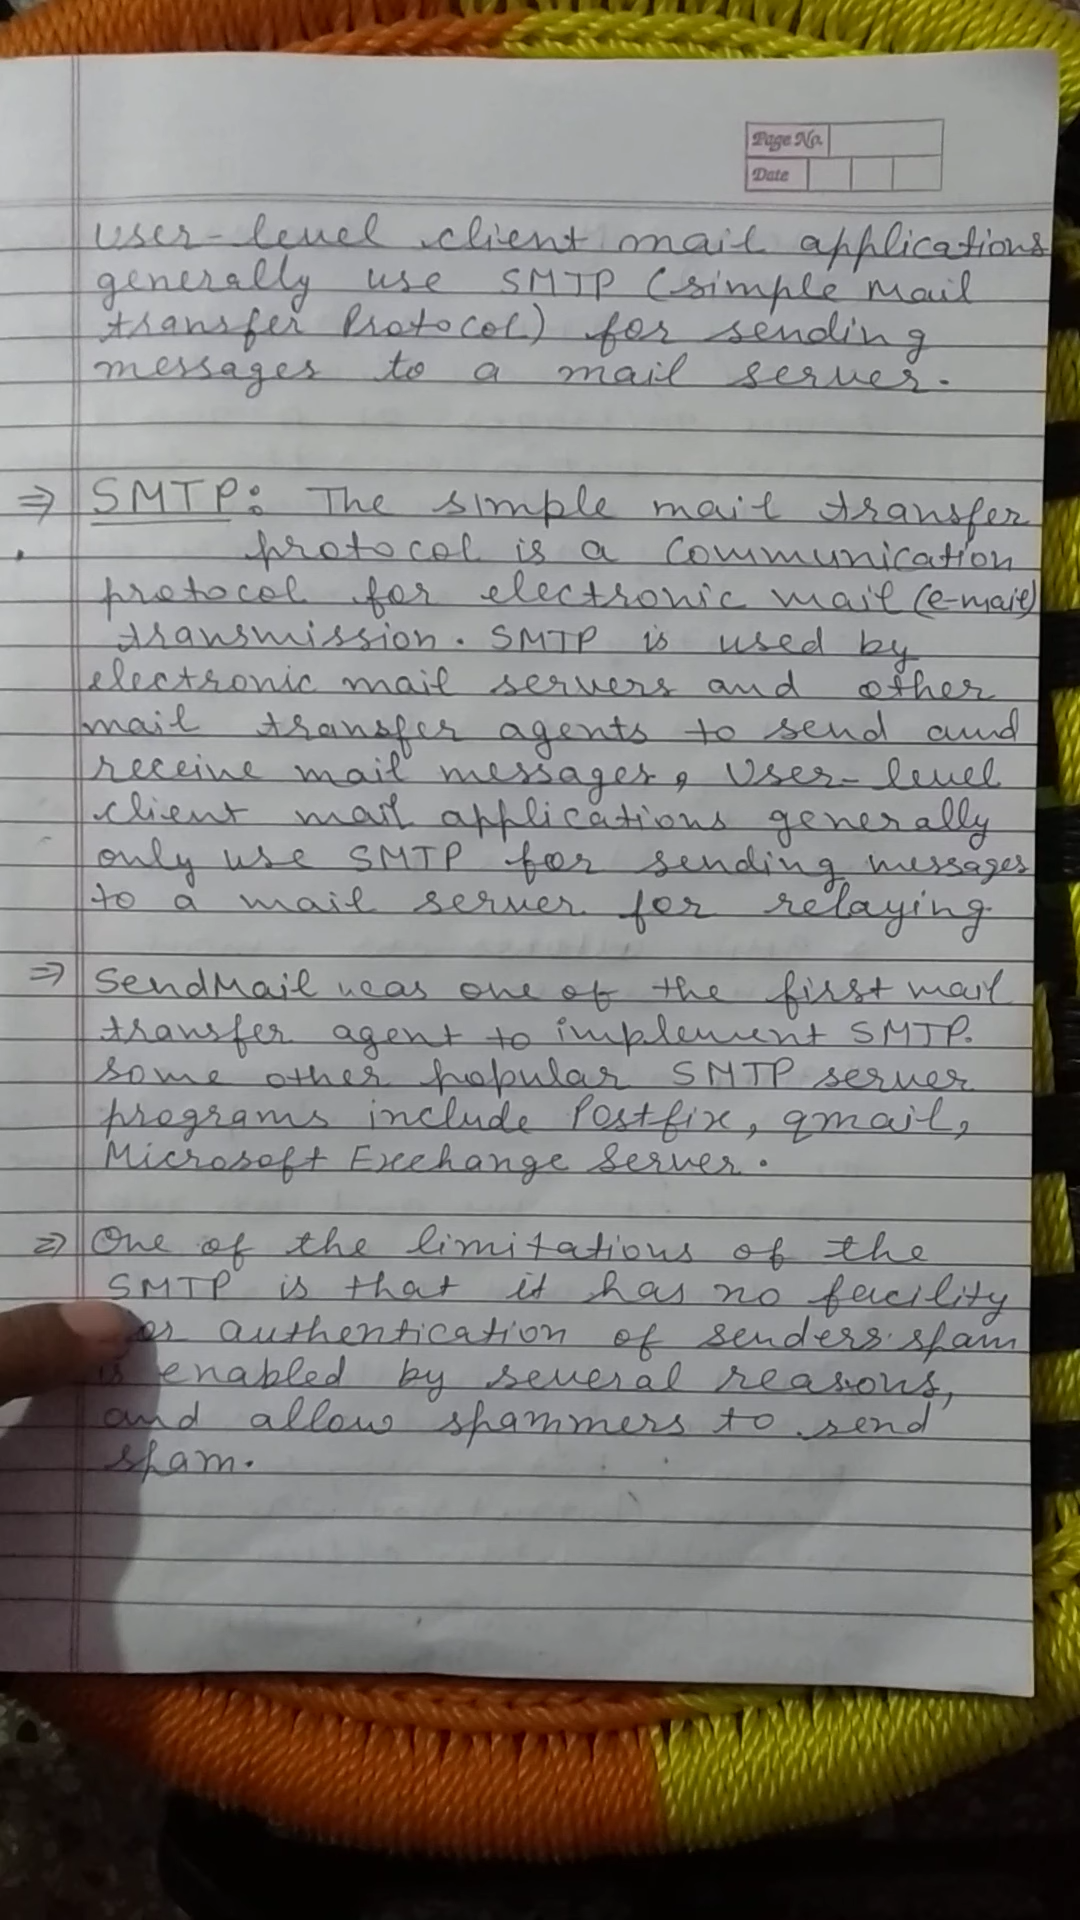 Page No.
Date
User-level client mail applications
generally use SMTP (simple Mail
transfer Protocol) for sending
messages to a mail server.
⇒ SMTP: The simple mail transfer
protocol is a communication
protocol for electronic mail (e-mail)
transmission. SMTP is used by
electronic mail servers and other
mail transfer agents to send and
receive mail messages, User-level
client mail applications generally
only use SMTP for sending messages
to a mail server for relaying
⇒ SendMail was one of the first mail
transfer agent to implement SMTP.
some other popular SMTP server
programs include Postfix, qmail,
Microsoft Exchange Server.
⇒ One of the limitations of the
SMTP is that it has no facility
authentication of senders. spam
is enabled by several reasons,
and allow spammers to send
spam.